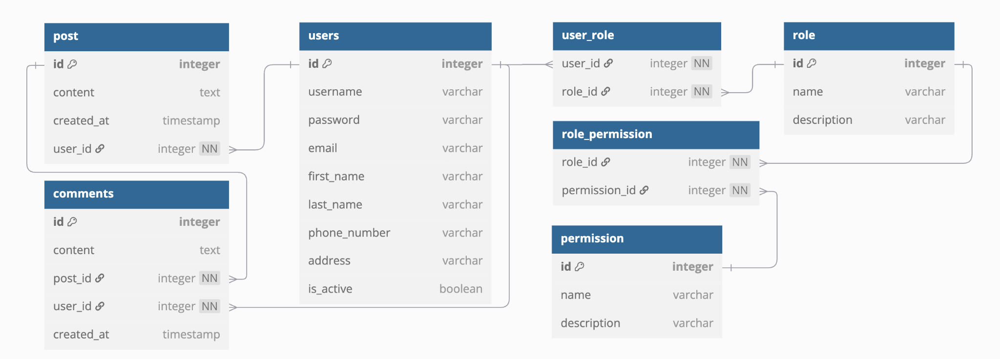 post
id integer
content text
created_at timestamp
user_id integer NN
comments
id integer
content text
post_id integer NN
user_id integer NN
created_at timestamp
users
id integer
username varchar
password varchar
email varchar
first_name varchar
last_name varchar
phone_number varchar
address varchar
is_active boolean
user_role
user_id integer NN
role_id integer NN
role_permission
role_id integer NN
permission_id integer NN
permission
id integer
name varchar
description varchar
role
id integer
name varchar
description varchar